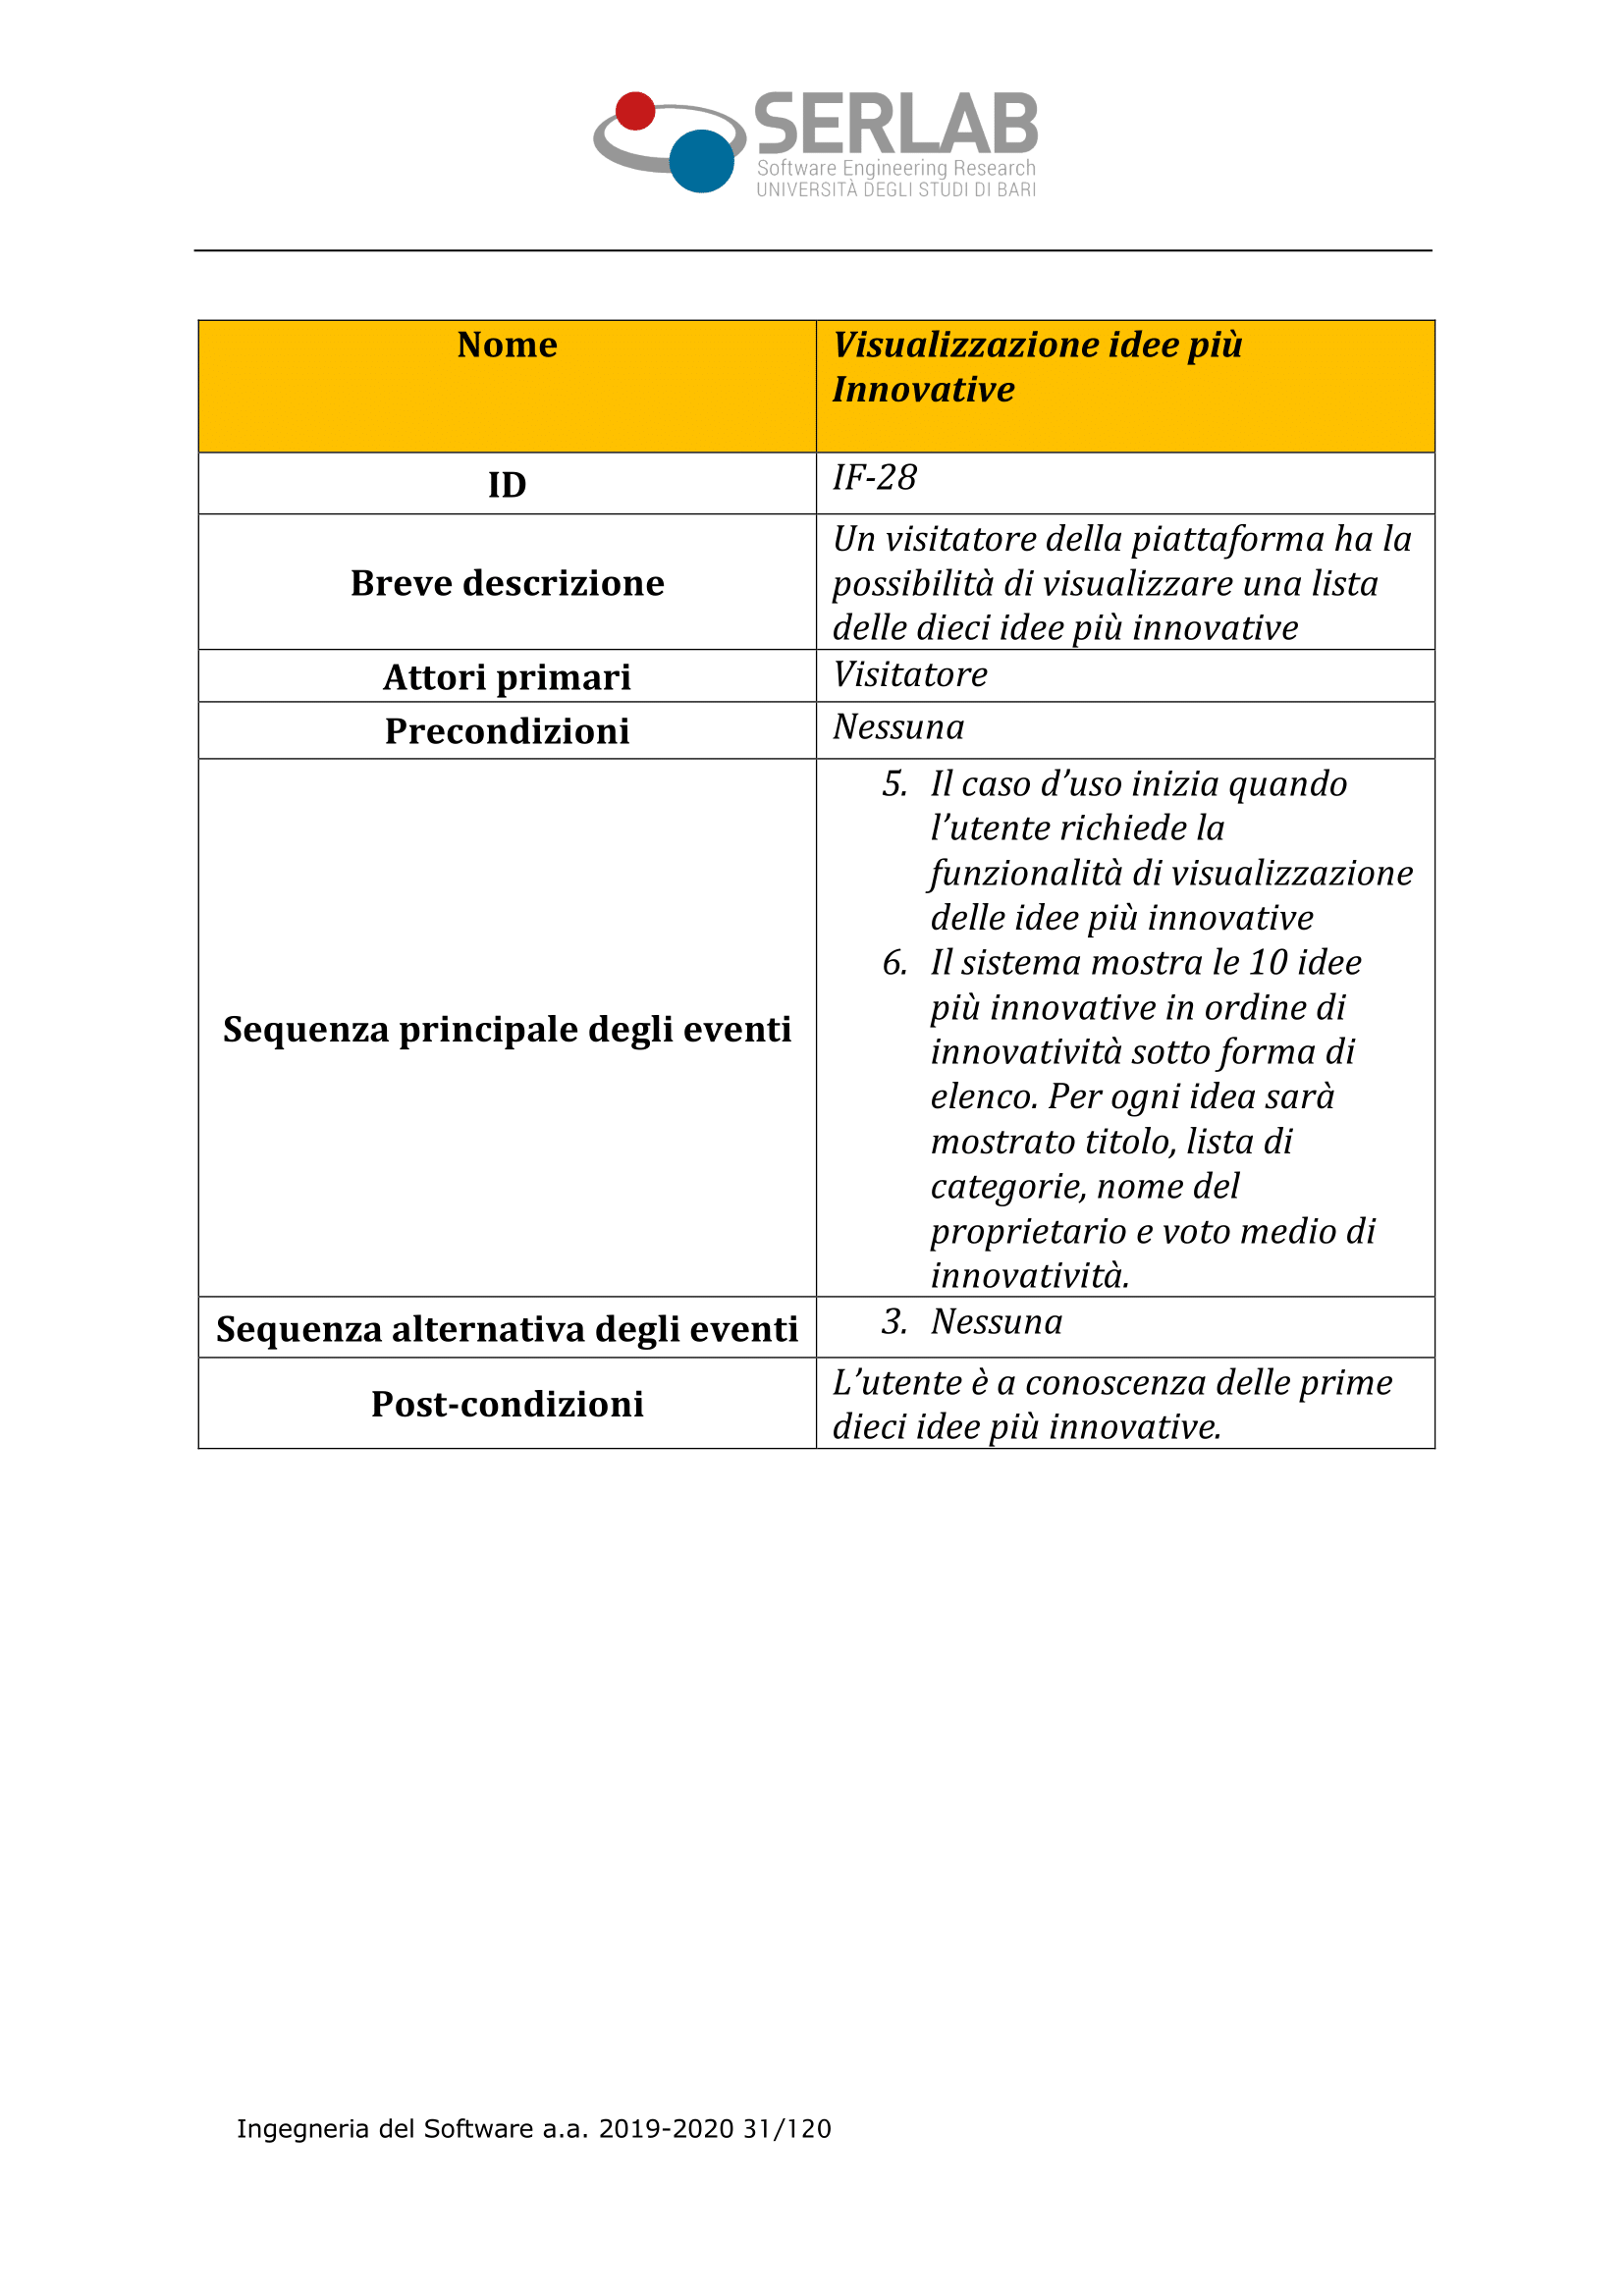 SERLAB
Software Engineering Research
UNIVERSITÀ DEGLI STUDI DI BARI
Nome
Visualizzazione idee più
Innovative
ID
IF-28
Breve descrizione
Un visitatore della piattaforma ha la
possibilità di visualizzare una lista
delle dieci idee più innovative
Attori primari
Visitatore
Precondizioni
Nessuna
Sequenza principale degli eventi
5. Il caso d’uso inizia quando
l’utente richiede la
funzionalità di visualizzazione
delle idee più innovative
6. Il sistema mostra le 10 idee
più innovative in ordine di
innovatività sotto forma di
elenco. Per ogni idea sarà
mostrato titolo, lista di
categorie, nome del
proprietario e voto medio di
innovatività.
Sequenza alternativa degli eventi
3. Nessuna
Post-condizioni
L’utente è a conoscenza delle prime
dieci idee più innovative.
Ingegneria del Software a.a. 2019-2020 31/120